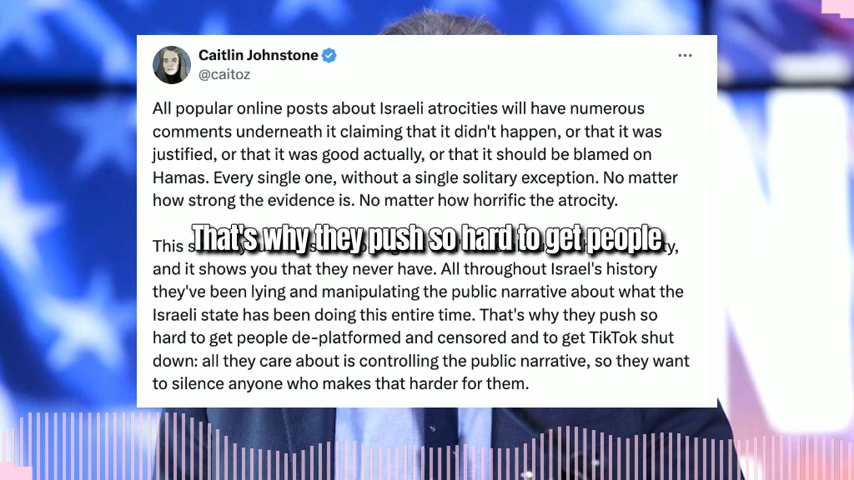 Caitlin Johnstone
@caitoz
All popular online posts about Israeli atrocities will have numerous
comments underneath it claiming that it didn't happen, or that it was
justified, or that it was good actually, or that it should be blamed on
Hamas. Every single one, without a single solitary exception. No matter
how strong the evidence is. No matter how horrific the atrocity.
That's why they push so hard to get people
This
and it shows you that they never have. All throughout Israel's history
they've been lying and manipulating the public narrative about what the
Israeli state has been doing this entire time. That's why they push so
hard to get people de-platformed and censored and to get TikTok shut
down: all they care about is controlling the public narrative, so they want
to silence anyone who makes that harder for them.